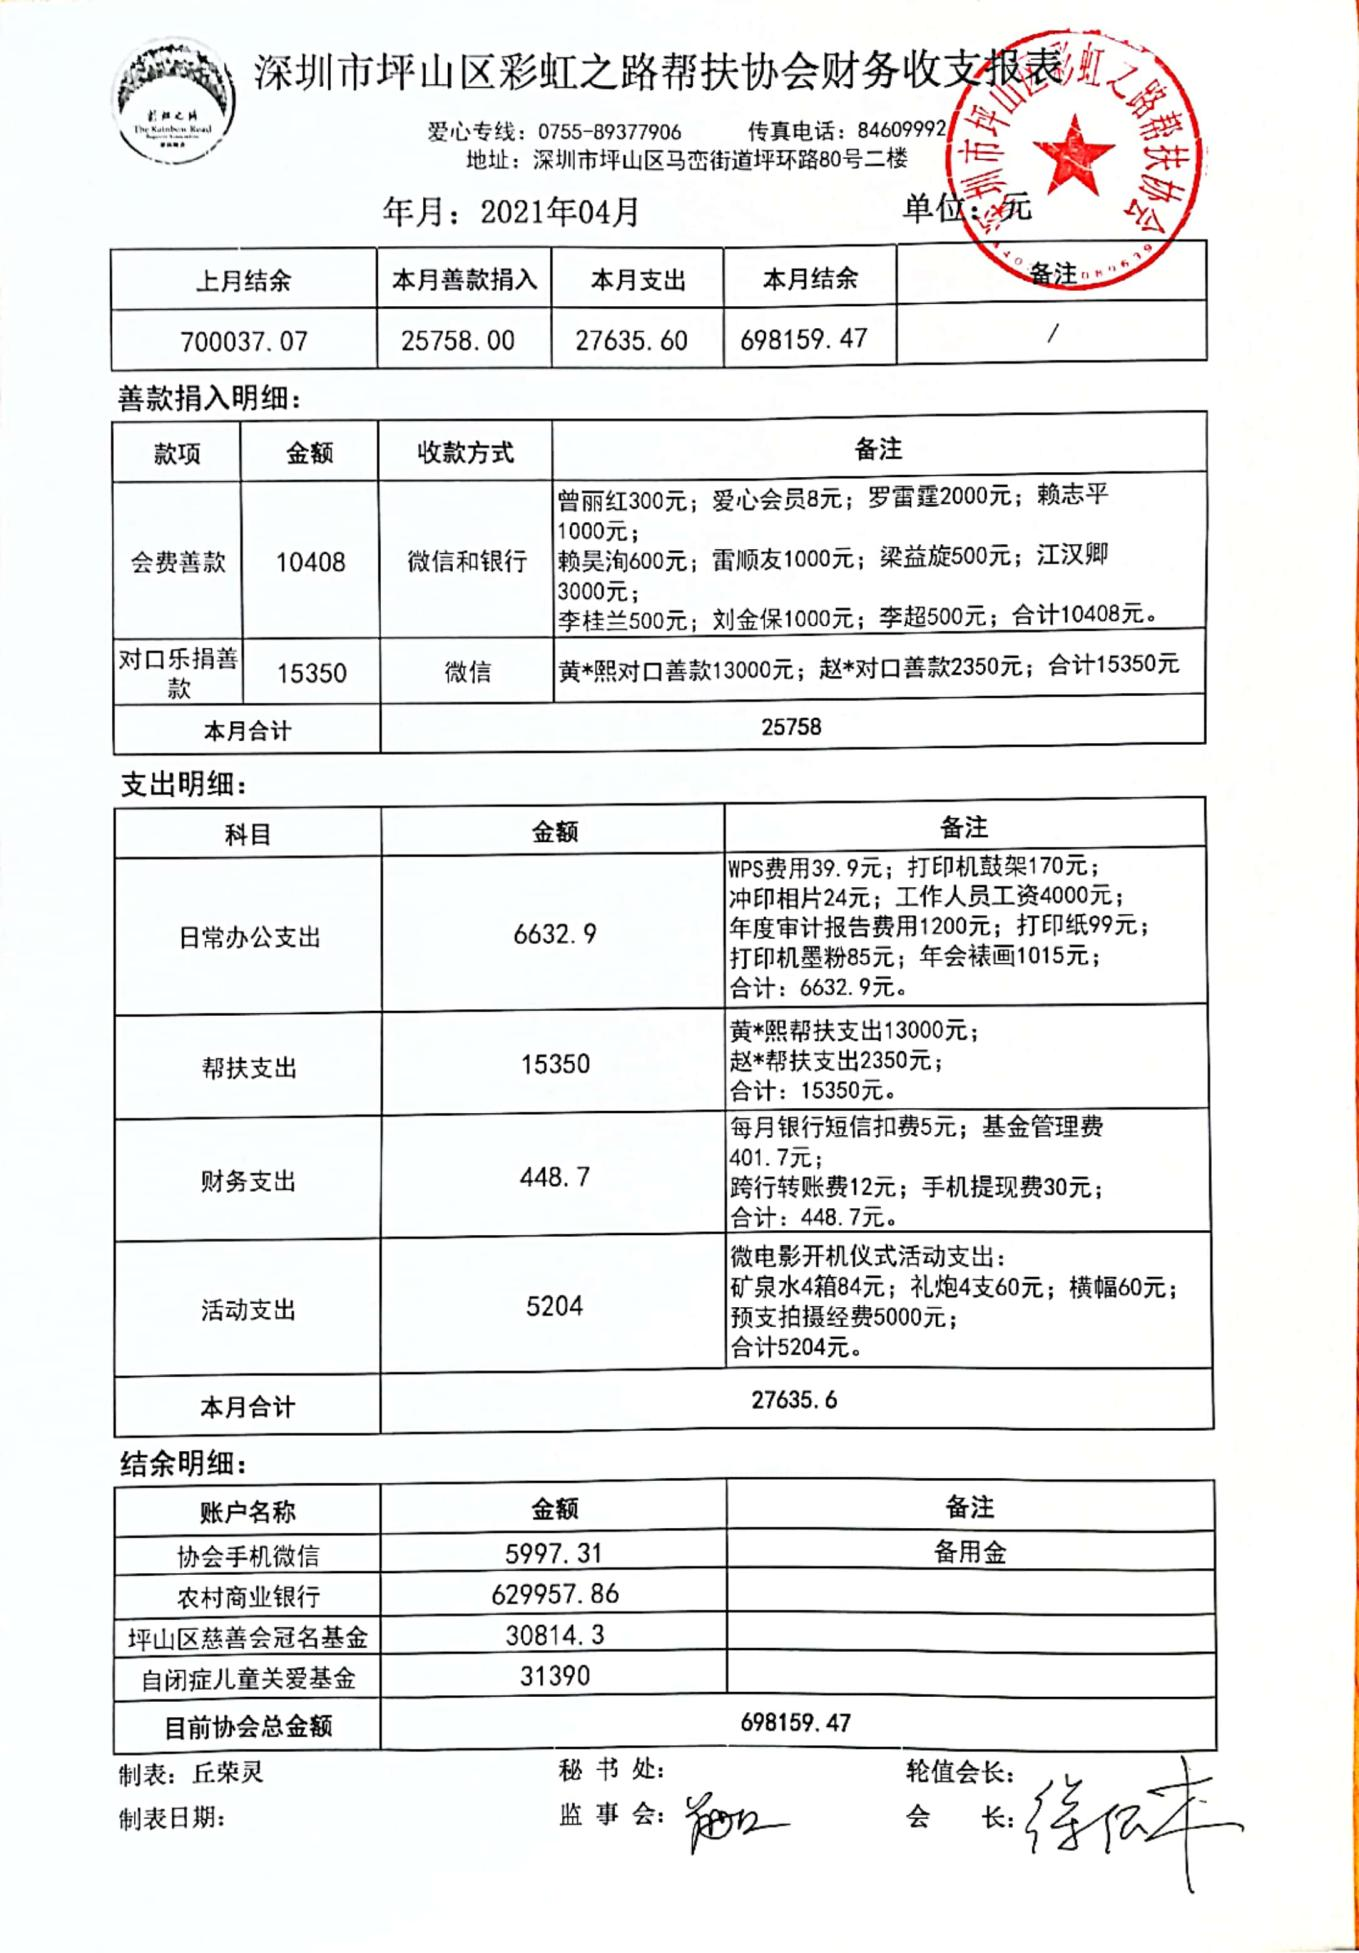 彩虹之路
The Rainbow Road
深圳市坪山区彩虹之路帮扶协会财务收支报表
深圳市坪山区彩虹之路帮扶协会
爱心专线：0755-89377906 传真电话：84609992
地址：深圳市坪山区马峦街道坪环路80号二楼
年月：2021年04月 单位：元
上月结余 本月善款捐入 本月支出 本月结余 备注
700037.07 25758.00 27635.60 698159.47 /
善款捐入明细：
款项 金额 收款方式 备注
会费善款 10408 微信和银行
曾丽红300元；爱心会员8元；罗雷霆2000元；赖志平
1000元；
赖昊洵600元；雷顺友1000元；梁益旋500元；江汉卿
3000元；
李桂兰500元；刘金保1000元；李超500元；合计10408元。
对口乐捐善
款
15350 微信 黄*熙对口善款13000元；赵*对口善款2350元；合计15350元
本月合计 25758
支出明细：
科目 金额 备注
日常办公支出 6632.9
WPS费用39.9元；打印机鼓架170元；
冲印相片24元；工作人员工资4000元；
年度审计报告费用1200元；打印纸99元；
打印机墨粉85元；年会裱画1015元；
合计：6632.9元。
帮扶支出 15350
黄*熙帮扶支出13000元；
赵*帮扶支出2350元；
合计：15350元。
财务支出 448.7
每月银行短信扣费5元；基金管理费
401.7元；
跨行转账费12元；手机提现费30元；
合计：448.7元。
活动支出 5204
微电影开机仪式活动支出：
矿泉水4箱84元；礼炮4支60元；横幅60元；
预支拍摄经费5000元；
合计5204元。
本月合计 27635.6
结余明细：
账户名称 金额 备注
协会手机微信 5997.31 备用金
农村商业银行 629957.86
坪山区慈善会冠名基金 30814.3
自闭症儿童关爱基金 31390
目前协会总金额 698159.47
制表：丘荣灵 秘 书 处： 轮值会长：
制表日期： 监 事 会： 会 长：